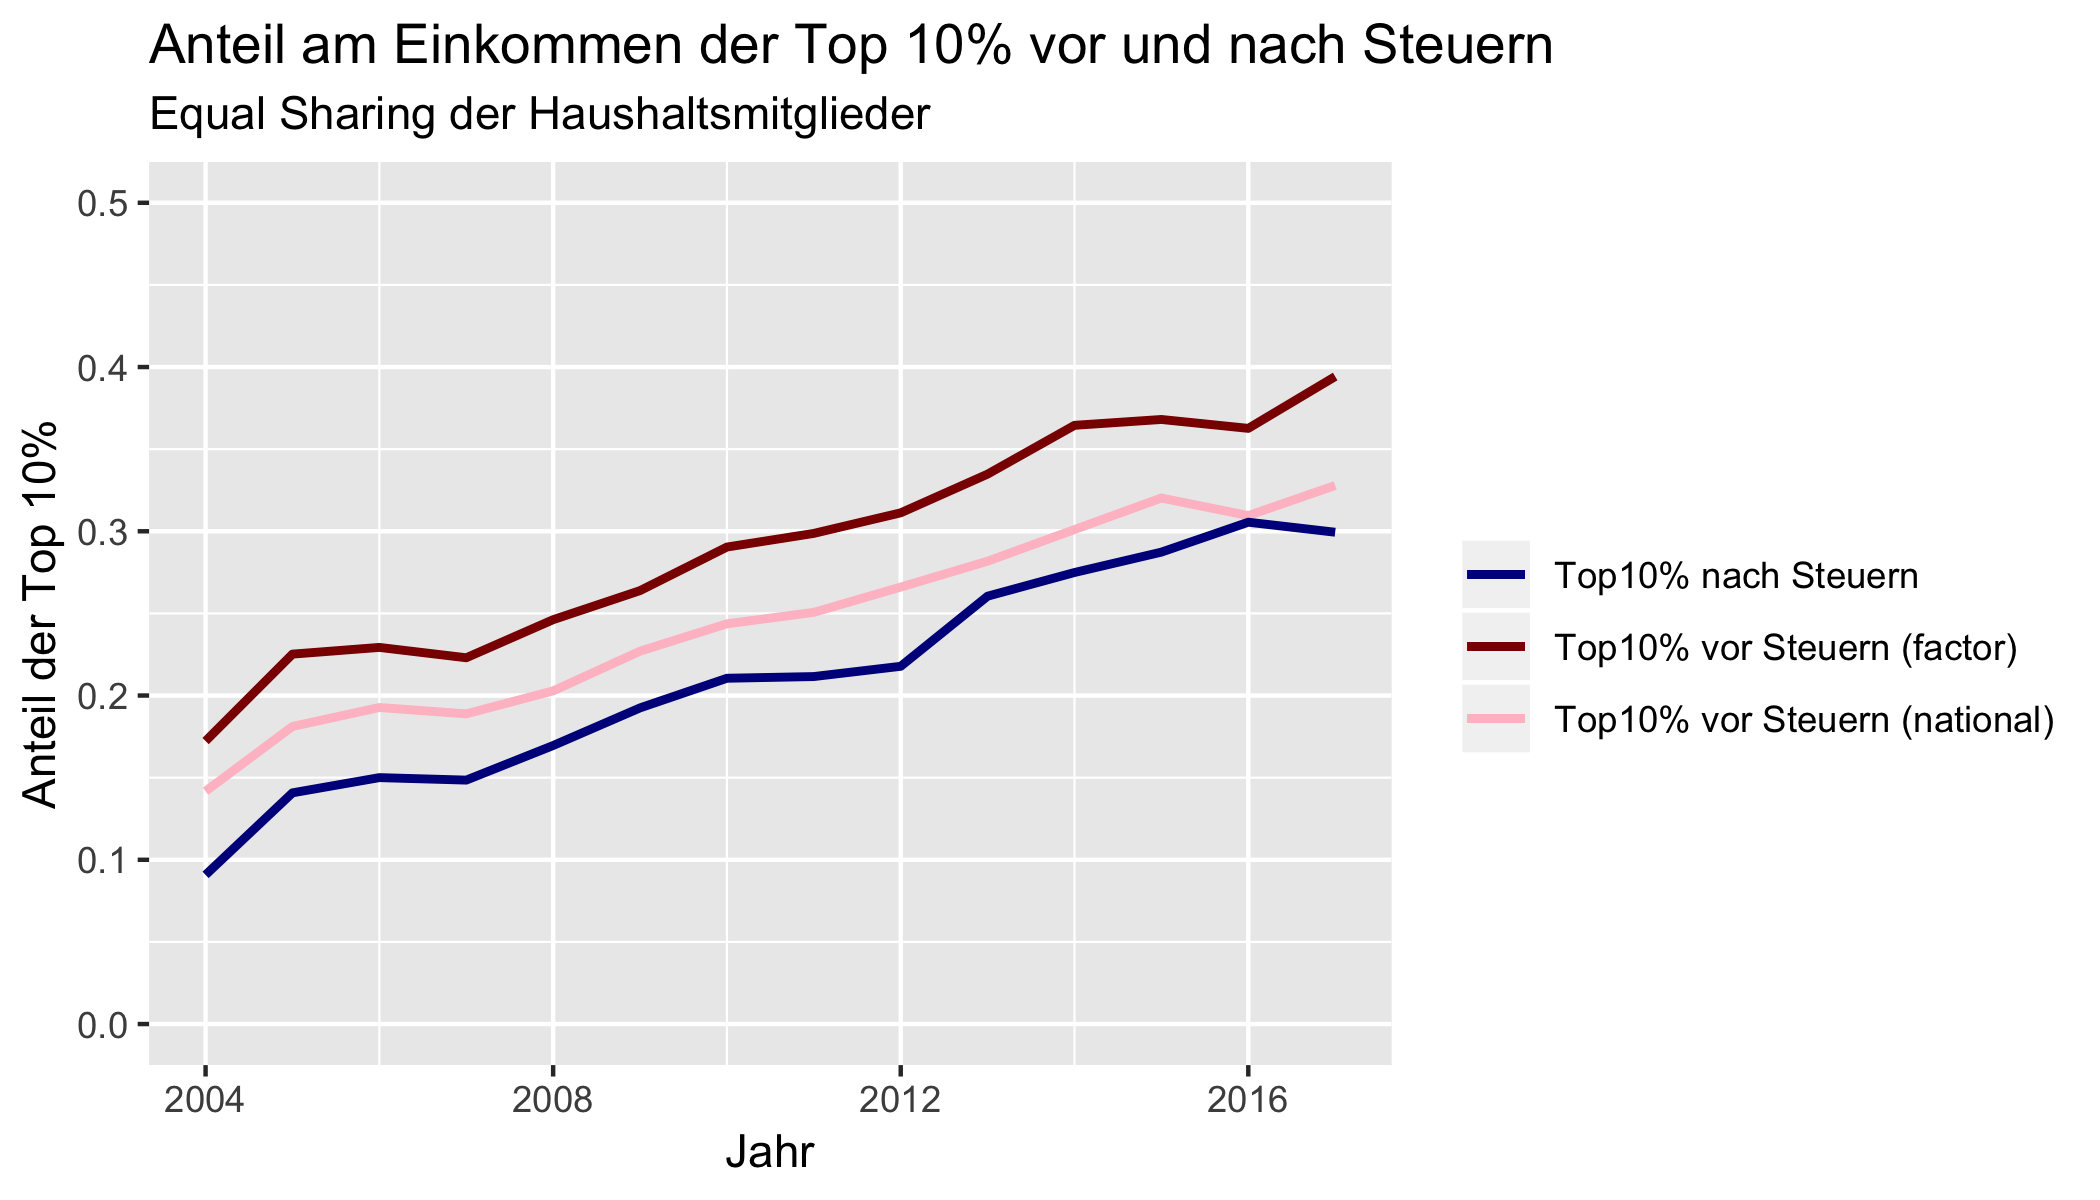 Anteil am Einkommen der Top 10% vor und nach Steuern
Equal Sharing der Haushaltsmitglieder
Anteil der Top 10%
0.5
0.4
0.3
0.2
0.1
0.0
2004 2008 2012 2016
Jahr
Top10% nach Steuern
Top10% vor Steuern (factor)
Top10% vor Steuern (national)